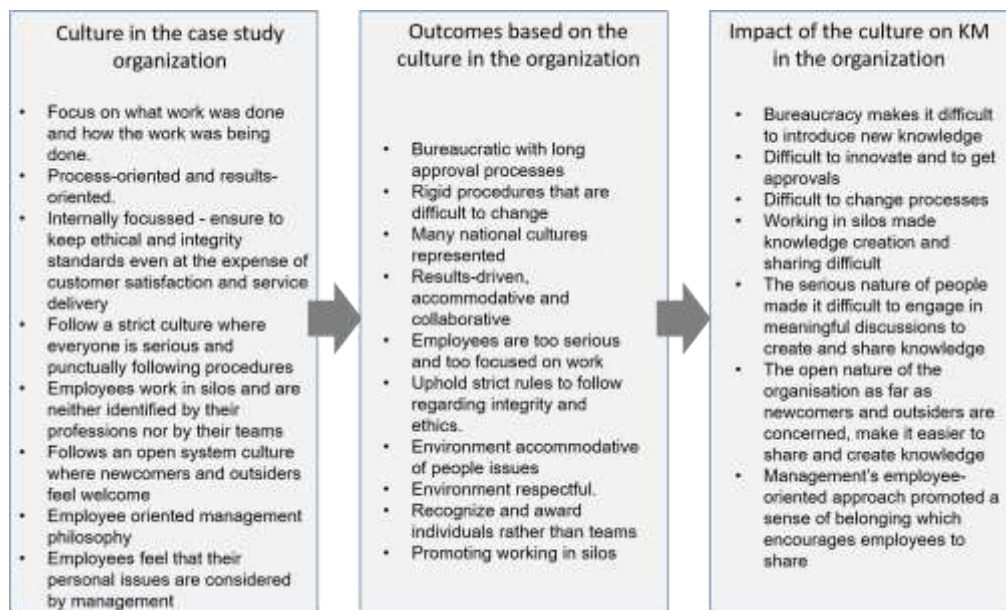 Culture in the case study
organization
• Focus on what work was done
and how the work was being
done.
• Process-oriented and results-
oriented.
• Internally focussed - ensure to
keep ethical and integrity
standards even at the expense of
customer satisfaction and service
delivery
• Follow a strict culture where
everyone is serious and
punctually following procedures
• Employees work in silos and are
neither identified by their
professions nor by their teams
• Follows an open system culture
where newcomers and outsiders
feel welcome
• Employee oriented management
philosophy
• Employees feel that their
personal issues are considered
by management
Outcomes based on the
culture in the organization
• Bureaucratic with long
approval processes
• Rigid procedures that are
difficult to change
• Many national cultures
represented
• Results-driven,
accommodative and
collaborative
• Employees are too serious
and too focused on work
• Uphold strict rules to follow
regarding integrity and
ethics.
• Environment accommodative
of people issues
• Environment respectful.
• Recognize and award
individuals rather than teams
• Promoting working in silos
Impact of the culture on KM
in the organization
• Bureaucracy makes it difficult
to introduce new knowledge
• Difficult to innovate and to get
approvals
• Difficult to change processes
• Working in silos made
knowledge creation and
sharing difficult
• The serious nature of people
made it difficult to engage in
meaningful discussions to
create and share knowledge
• The open nature of the
organisation as far as
newcomers and outsiders are
concerned, make it easier to
share and create knowledge
• Management's employee-
oriented approach promoted a
sense of belonging which
encourages employees to
share